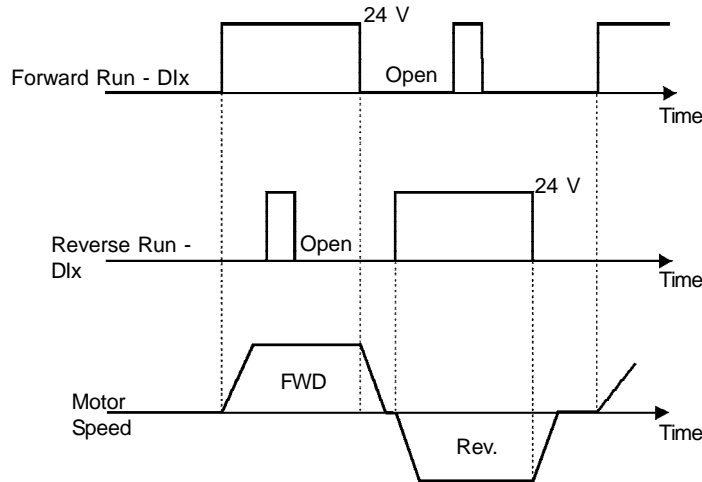 24 V
Forward Run - DIx
Open
Time
24 V
Reverse Run -
DIx
Open
Time
FWD
Motor
Speed
Rev.
Time